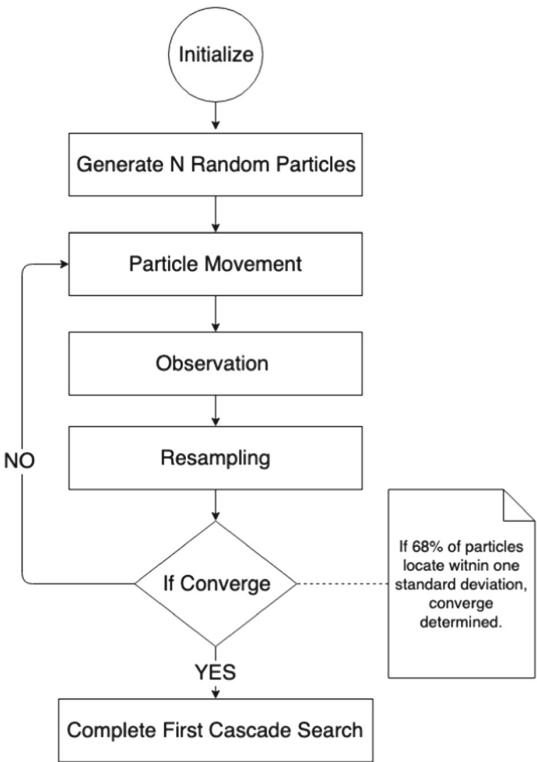 Initialize
Generate N Random Particles
Particle Movement
Observation
Resampling
NO
If Converge
If 68% of particles
locate witnin one
standard deviation,
converge
determined.
YES
Complete First Cascade Search